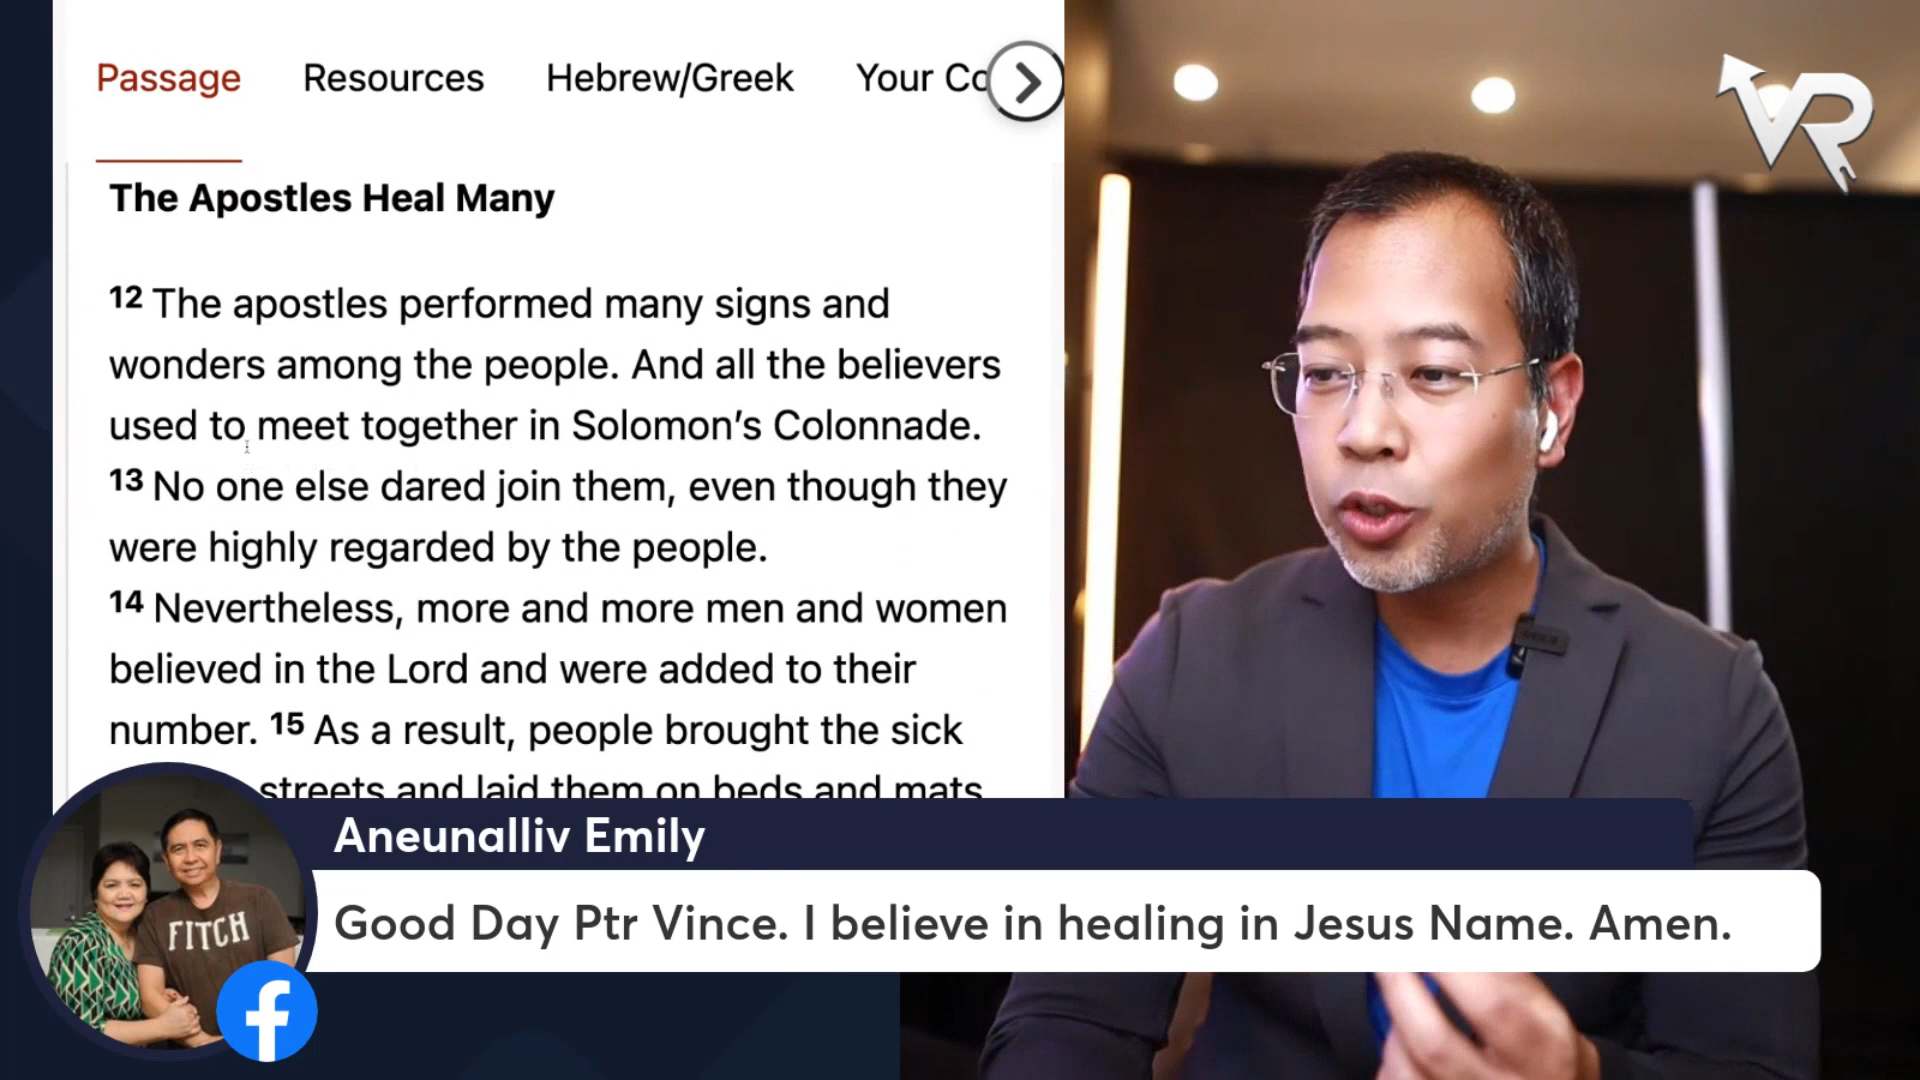 Passage Resources Hebrew/Greek Your Co
VR
The Apostles Heal Many
12 The apostles performed many signs and
wonders among the people. And all the believers
used to meet together in Solomon's Colonnade.
13 No one else dared join them, even though they
were highly regarded by the people.
14 Nevertheless, more and more men and women
believed in the Lord and were added to their
number. 15 As a result, people brought the sick
streets and laid them on beds and mats
Aneunalliv Emily
Good Day Ptr Vince. I believe in healing in Jesus Name. Amen.
FITCH